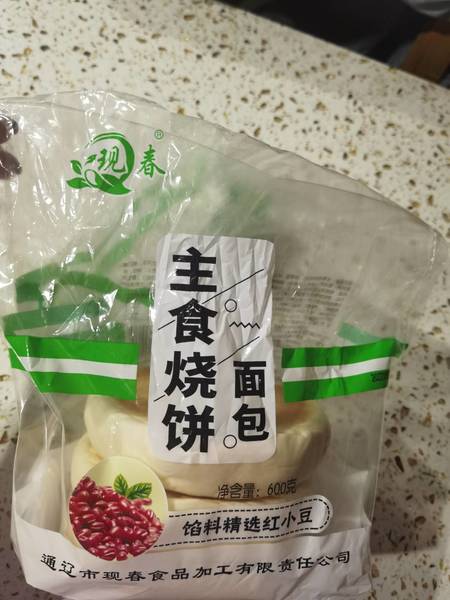 现春®
主食烧饼
面包
净含量：600克
馅料精选红小豆
通辽市现春食品加工有限责任公司